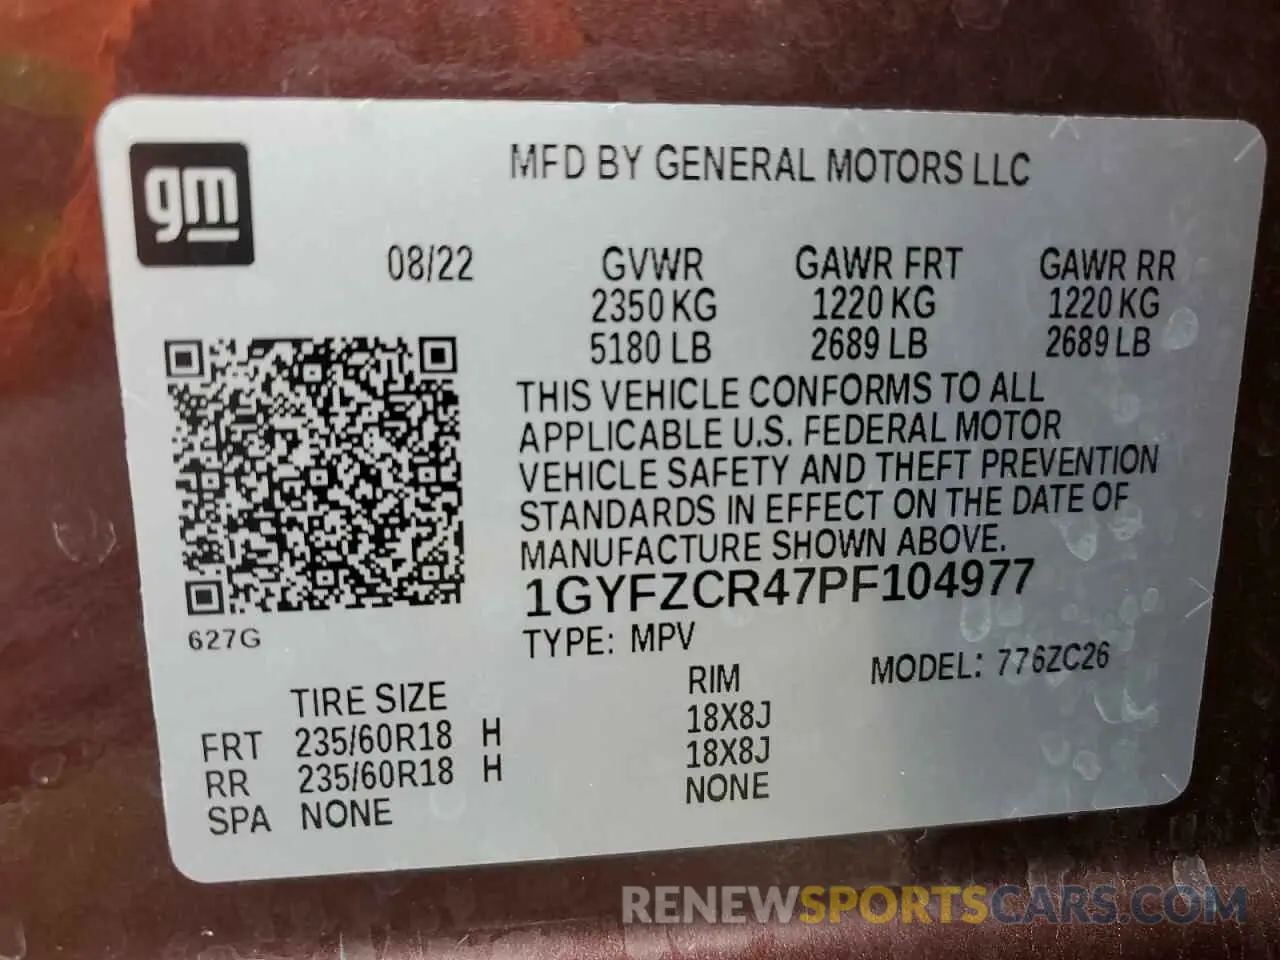 gm
MFD BY GENERAL MOTORS LLC
08/22 GVWR GAWR FRT GAWR RR
2350 KG 1220 KG 1220 KG
5180 LB 2689 LB 2689 LB
THIS VEHICLE CONFORMS TO ALL
APPLICABLE U.S. FEDERAL MOTOR
VEHICLE SAFETY AND THEFT PREVENTION
STANDARDS IN EFFECT ON THE DATE OF
MANUFACTURE SHOWN ABOVE.
1GYFZCR47PF104977
627G
TYPE: MPV MODEL: 776ZC26
TIRE SIZE RIM
FRT 235/60R18 H 18X8J
RR 235/60R18 H 18X8J
SPA NONE NONE
RENEWSPORTSCARS.COM